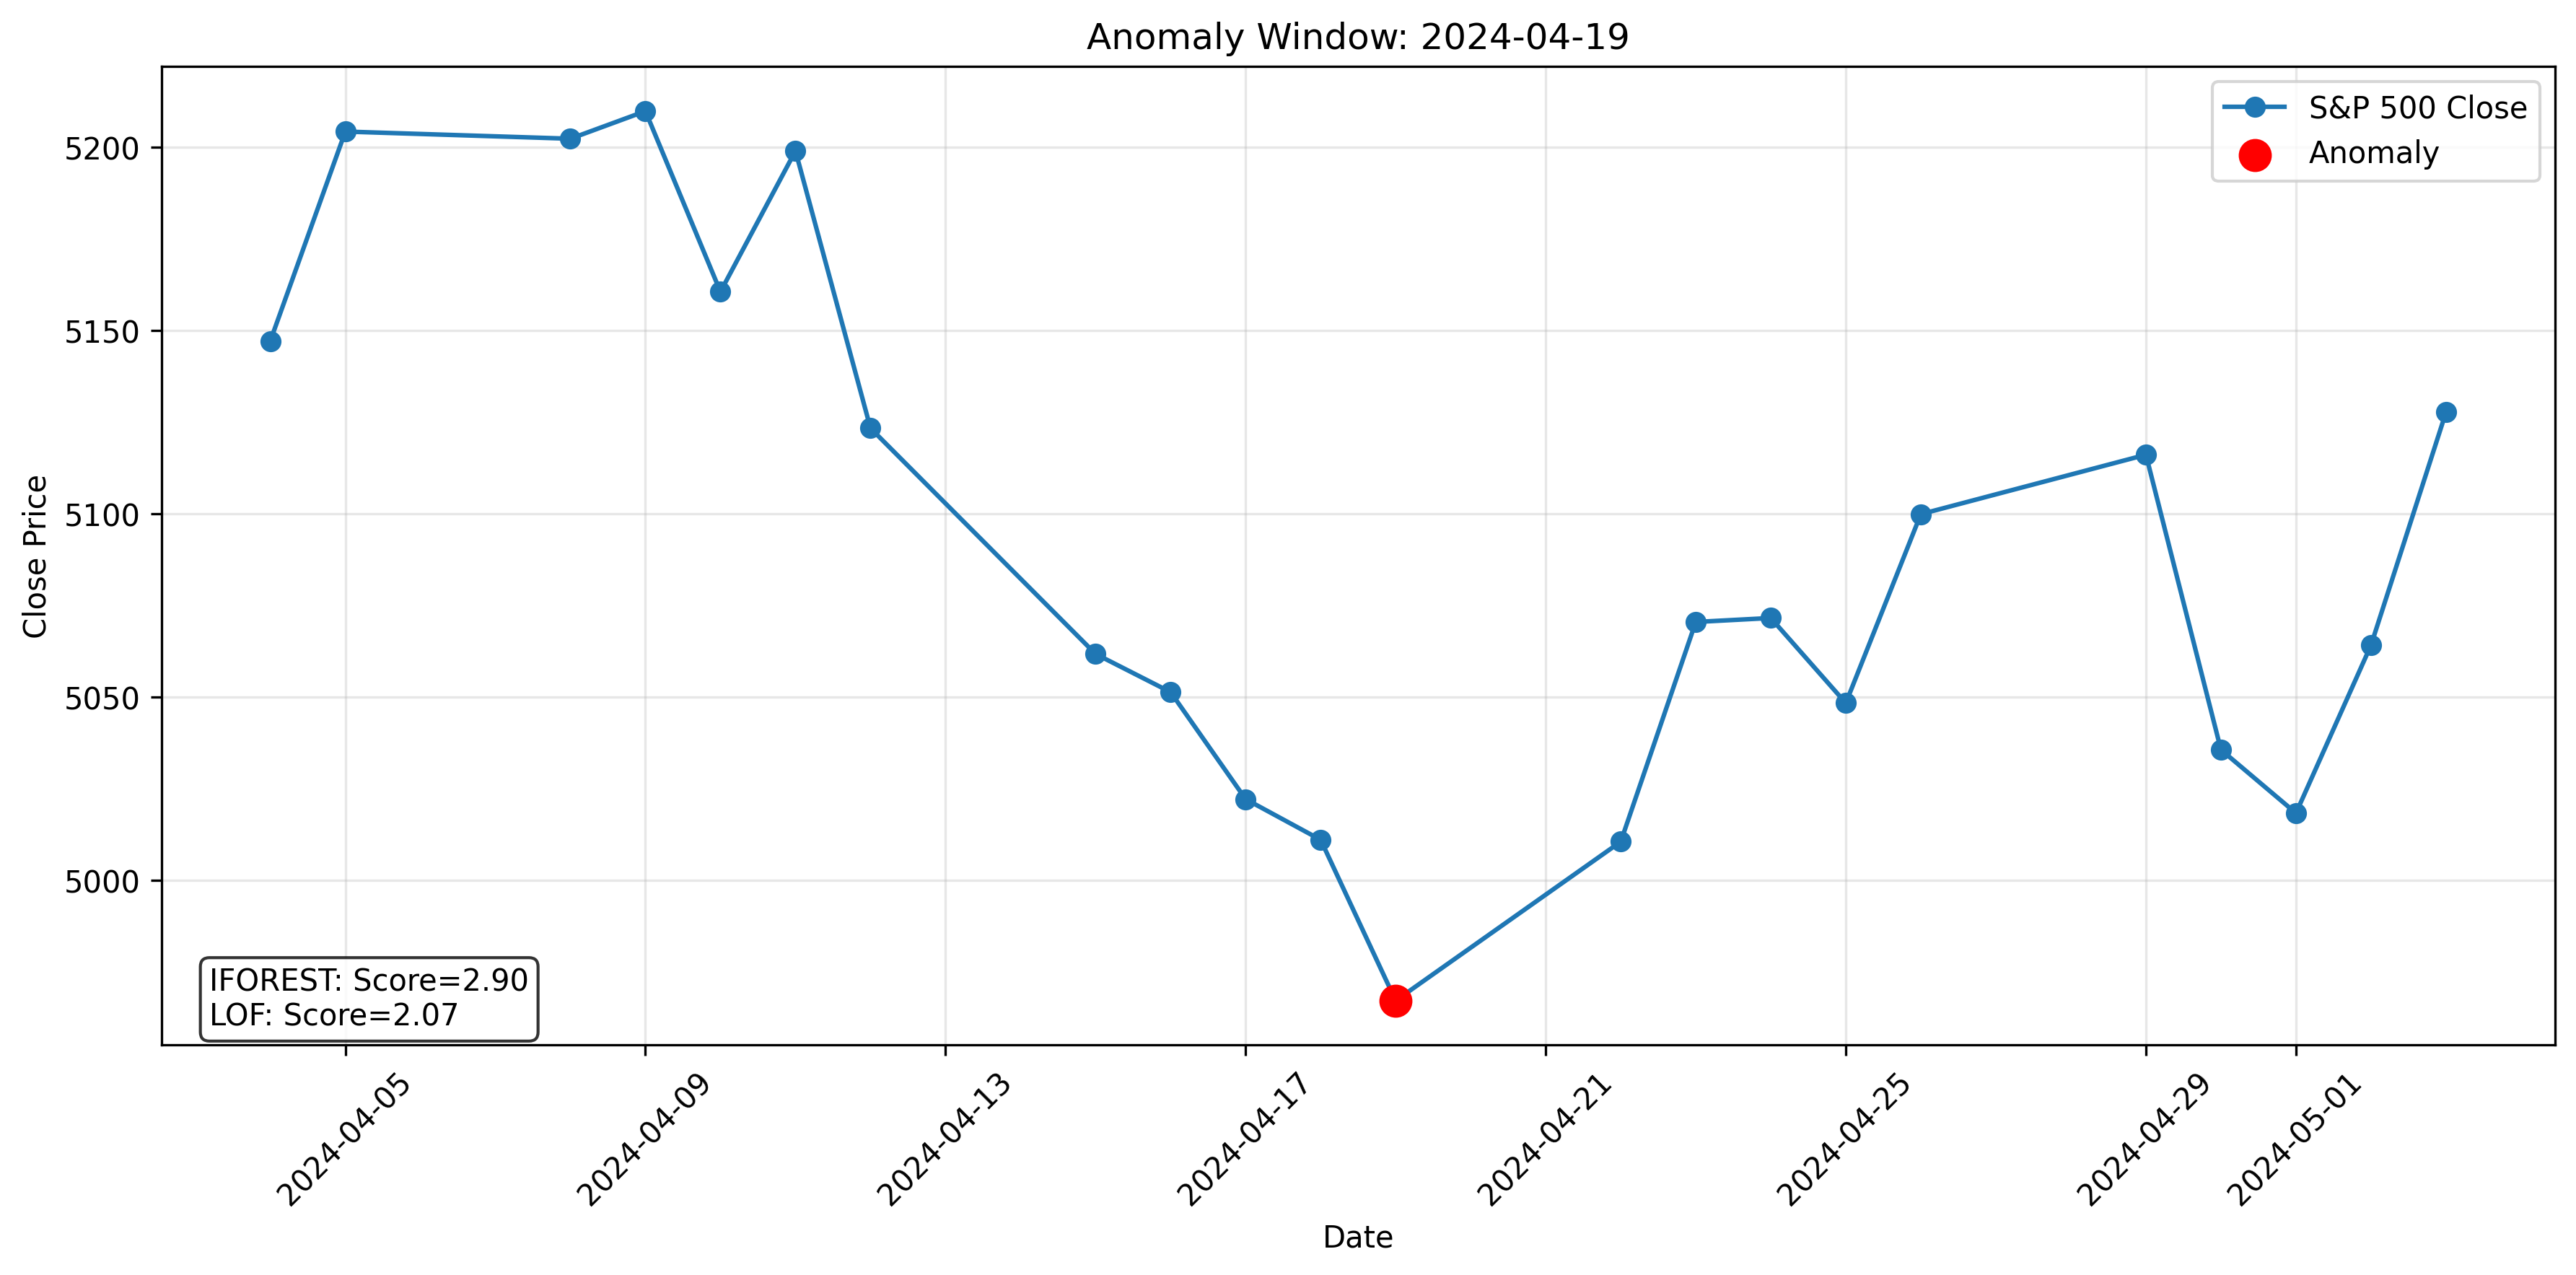 Anomaly Window: 2024-04-19
S&P 500 Close
Anomaly
Close Price
5200
5150
5100
5050
5000
IFOREST: Score=2.90
LOF: Score=2.07
2024-04-05
2024-04-09
2024-04-13
2024-04-17
2024-04-21
2024-04-25
2024-04-29
2024-05-01
Date